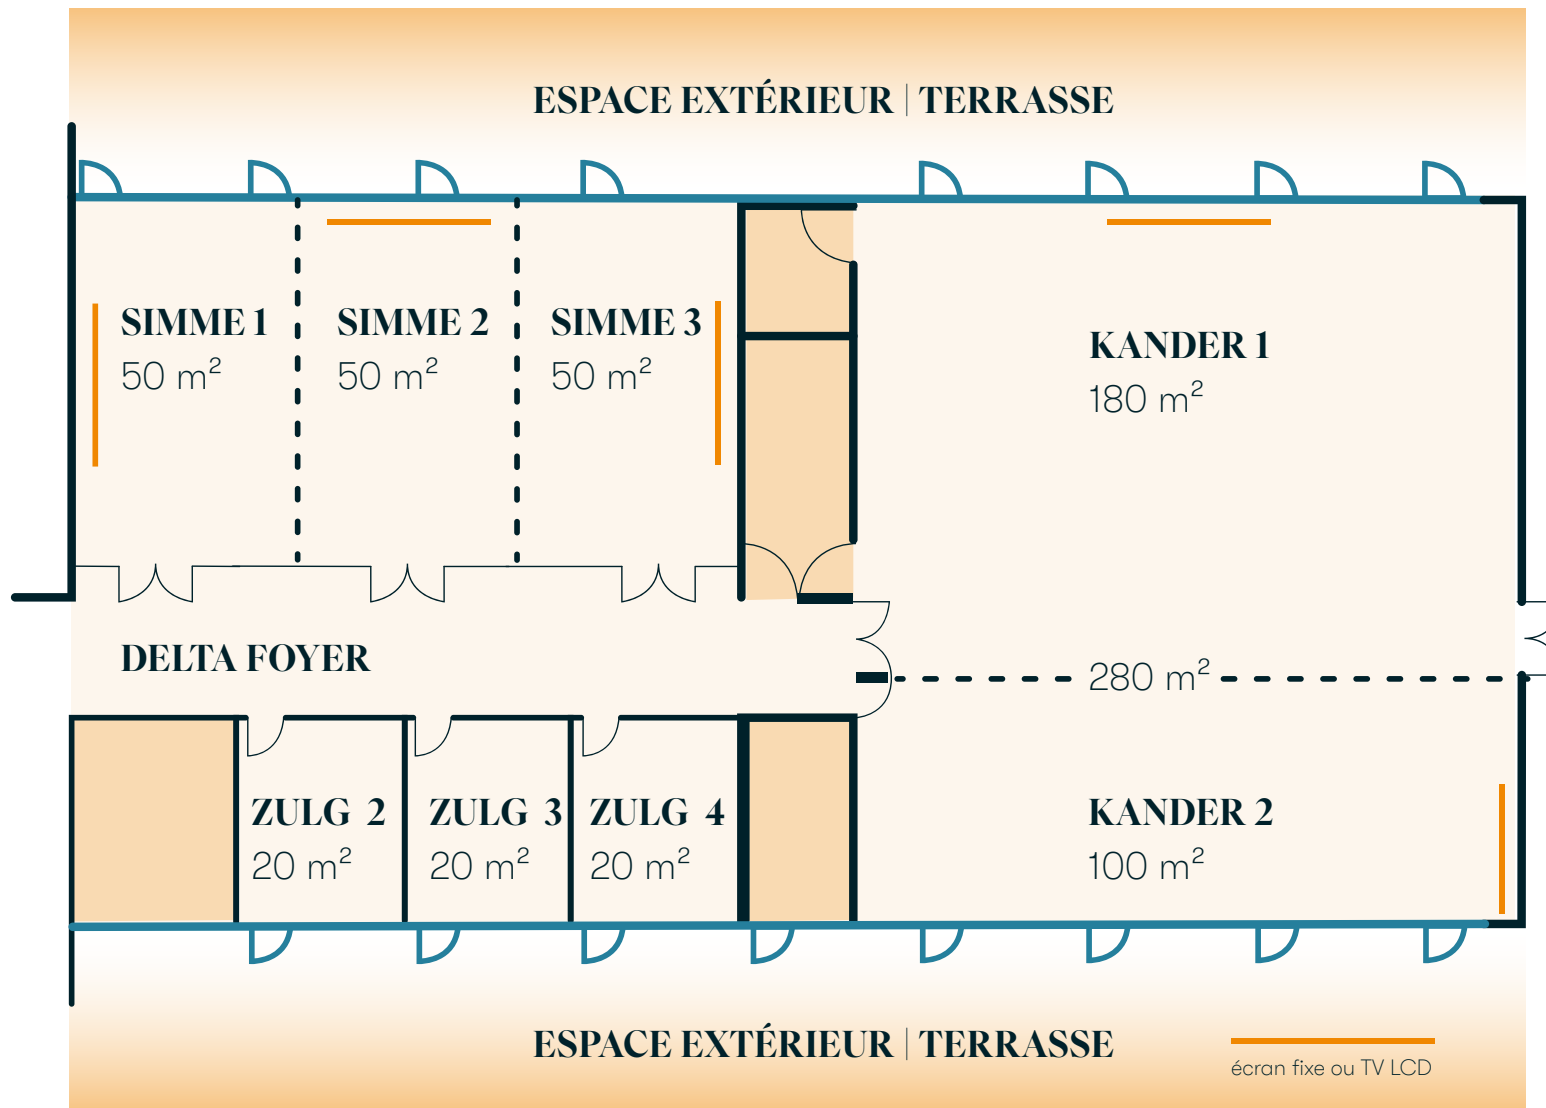 ESPACE EXTÉRIEUR | TERRASSE
SIMME 1
50 m²
SIMME 2
50 m²
SIMME 3
50 m²
KANDER 1
180 m²
DELTA FOYER
280 m²
ZULG 2
20 m²
ZULG 3
20 m²
ZULG 4
20 m²
KANDER 2
100 m²
ESPACE EXTÉRIEUR | TERRASSE
écran fixe ou TV LCD